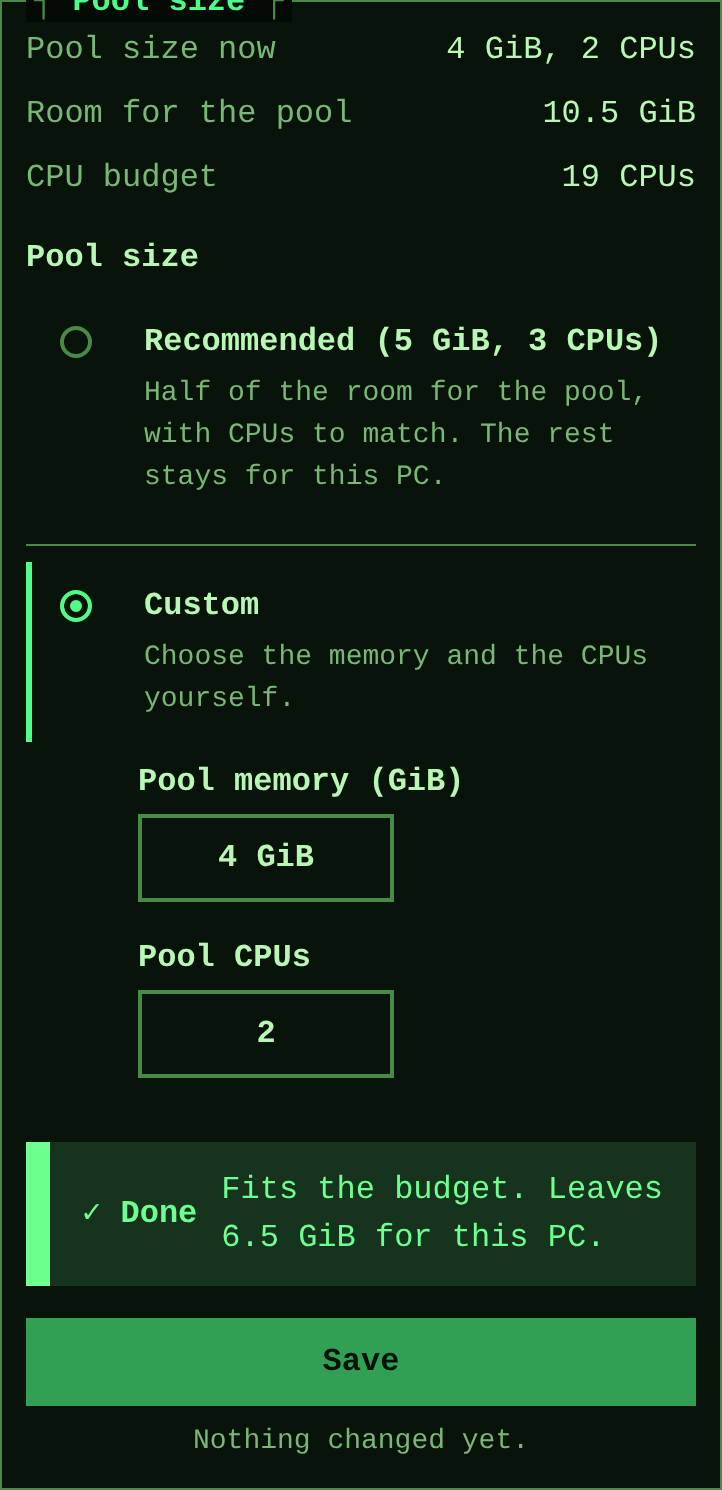 Pool size
Pool size now 4 GiB, 2 CPUs
Room for the pool 10.5 GiB
CPU budget 19 CPUs
Pool size
Recommended (5 GiB, 3 CPUs)
Half of the room for the pool,
with CPUs to match. The rest
stays for this PC.
Custom
Choose the memory and the CPUs
yourself.
Pool memory (GiB)
4 GiB
Pool CPUs
2
✓ Done Fits the budget. Leaves
6.5 GiB for this PC.
Save
Nothing changed yet.